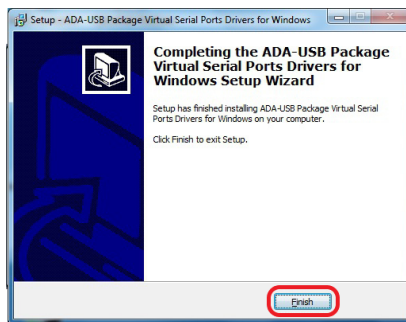 Setup - ADA-USB Package Virtual Serial Ports Drivers for Windows
Completing the ADA-USB Package
Virtual Serial Ports Drivers for
Windows Setup Wizard
Setup has finished installing ADA-USB Package Virtual Serial
Ports Drivers for Windows on your computer.
Click Finish to exit Setup.
Finish